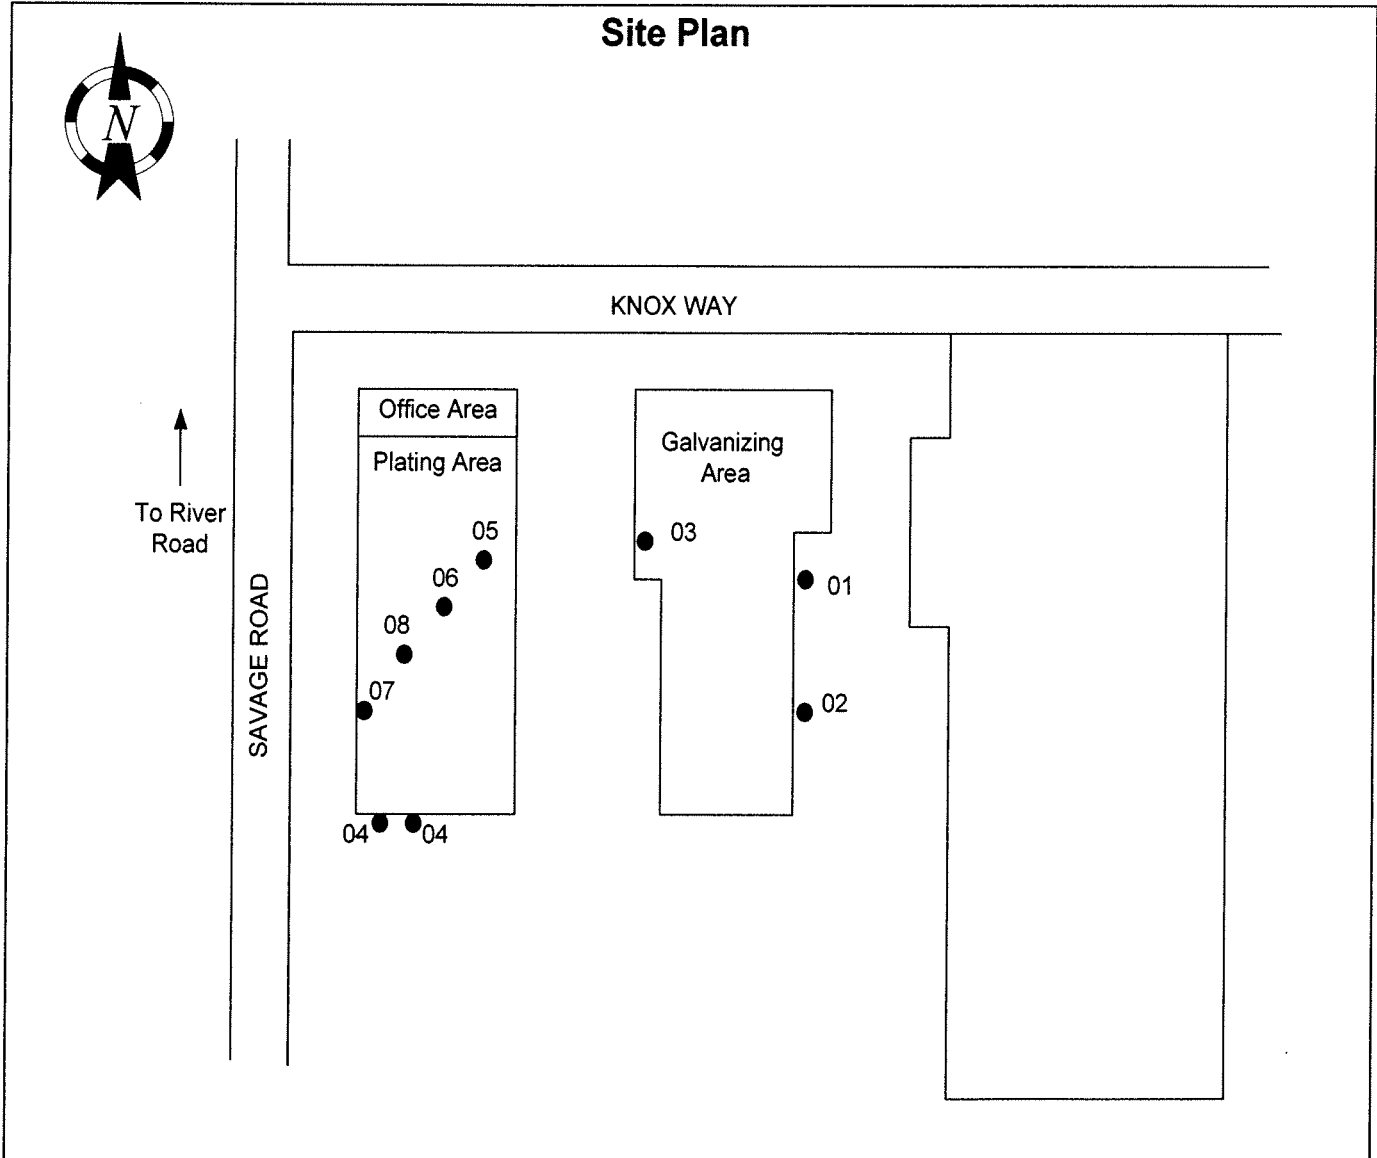 Site Plan
N
KNOX WAY
Office Area
Plating Area
Galvanizing
Area
To River
Road
SAVAGE ROAD
05
03
06
01
08
07
02
04
04